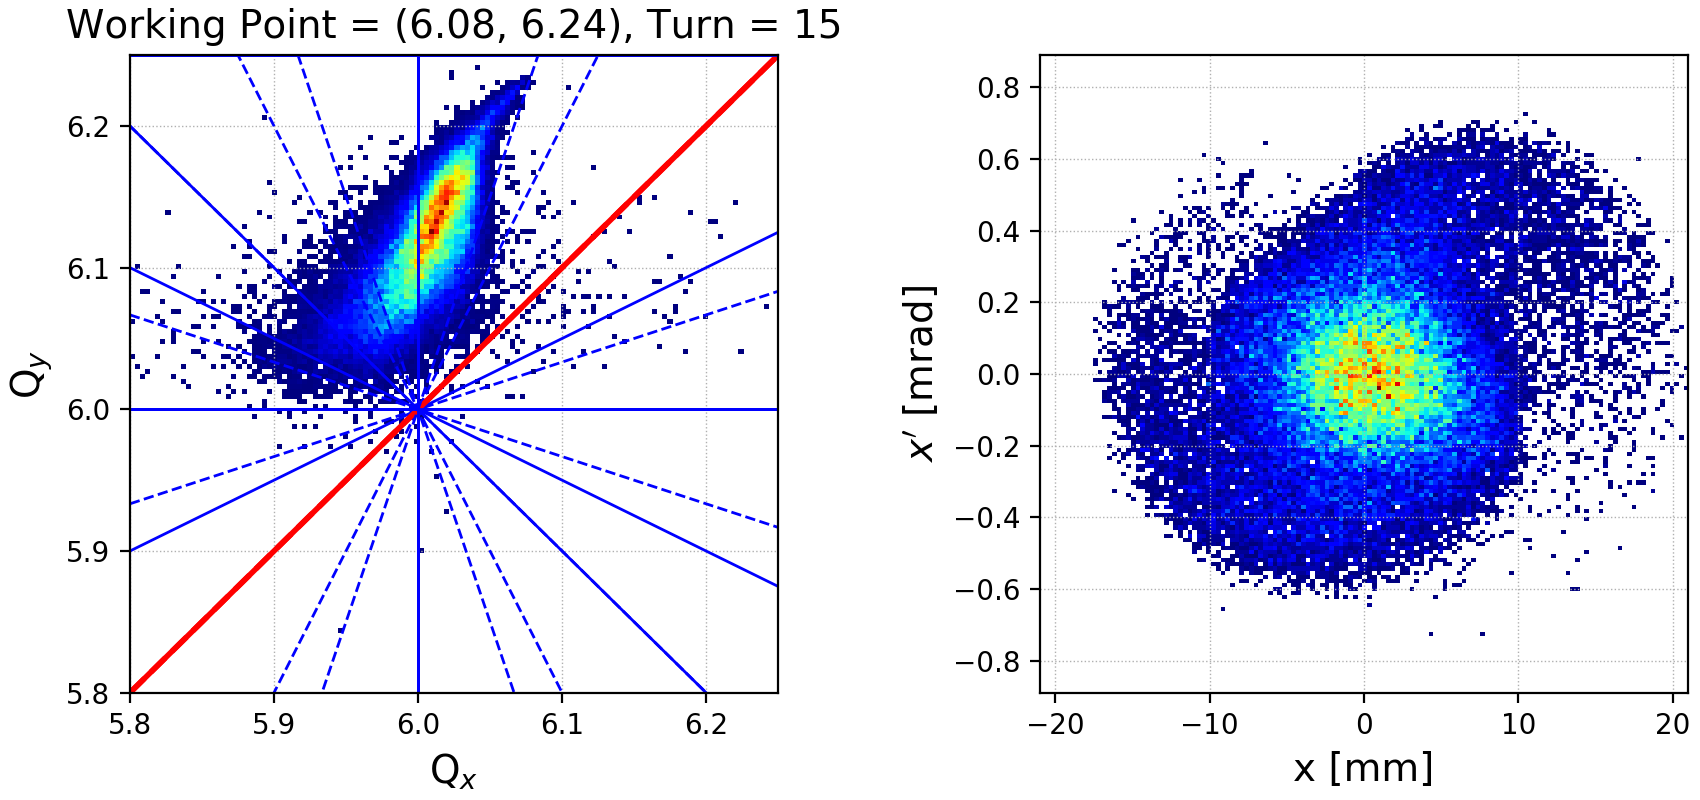 Working Point = (6.08, 6.24), Turn = 15
6.2
6.1
6.0
5.9
5.8
Q_y
5.8 5.9 6.0 6.1 6.2
Q_x
0.8
0.6
0.4
0.2
0.0
−0.2
−0.4
−0.6
−0.8
x′ [mrad]
−20 −10 0 10 20
x [mm]